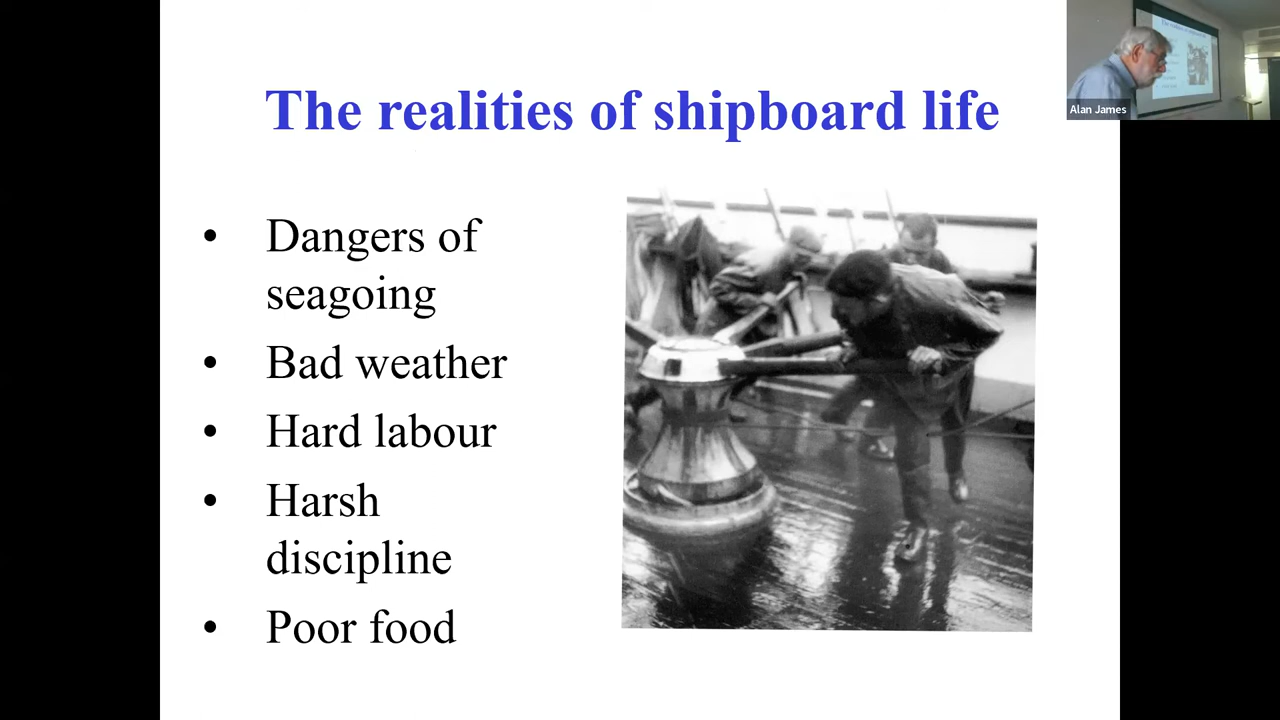 The realities of shipboard life
• Dangers of
seagoing
• Bad weather
• Hard labour
• Harsh
discipline
• Poor food
Alan James